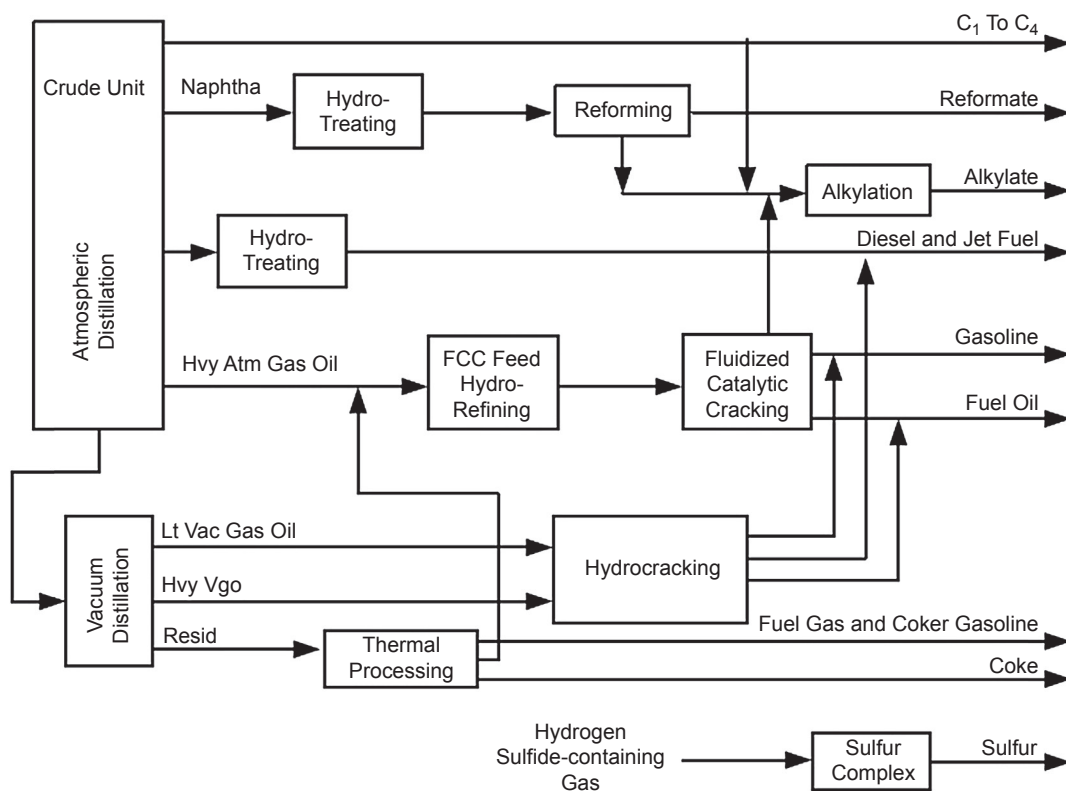 C₁ To C₄
Crude Unit
Naphtha
Hydro-
Treating
Reforming
Reformate
Alkylation
Alkylate
Atmospheric
Distillation
Hydro-
Treating
Diesel and Jet Fuel
Hvy Atm Gas Oil
FCC Feed
Hydro-
Refining
Fluidized
Catalytic
Cracking
Gasoline
Fuel Oil
Vacuum
Distillation
Lt Vac Gas Oil
Hvy Vgo
Resid
Hydrocracking
Thermal
Processing
Fuel Gas and Coker Gasoline
Coke
Hydrogen
Sulfide-containing
Gas
Sulfur
Complex
Sulfur